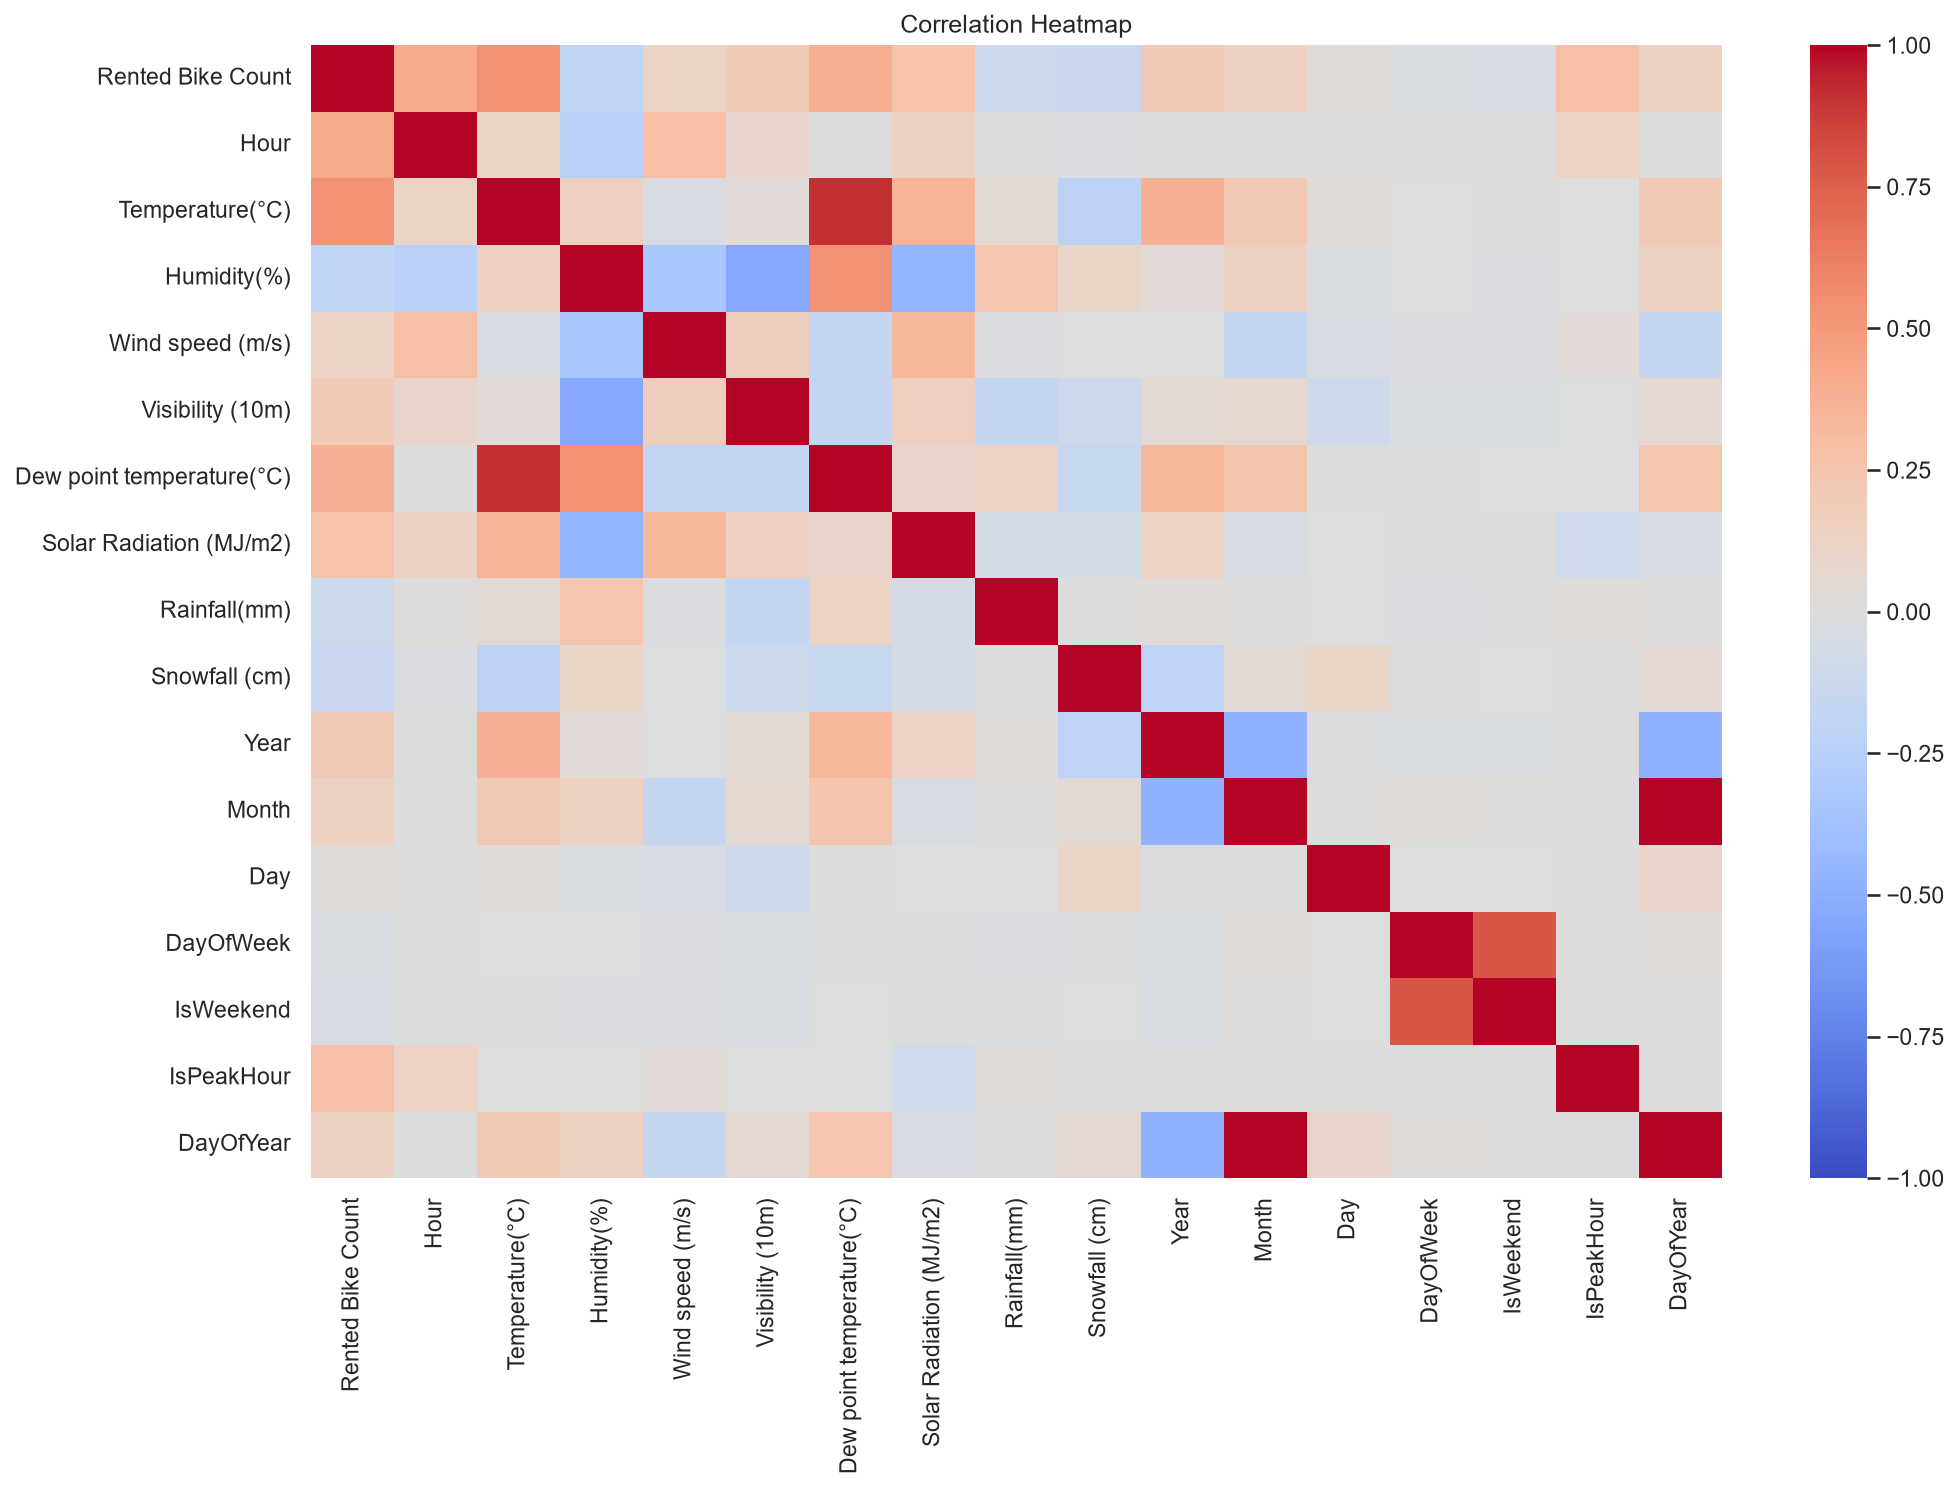 Correlation Heatmap
Rented Bike Count
Hour
Temperature(°C)
Humidity(%)
Wind speed (m/s)
Visibility (10m)
Dew point temperature(°C)
Solar Radiation (MJ/m2)
Rainfall(mm)
Snowfall (cm)
Year
Month
Day
DayOfWeek
IsWeekend
IsPeakHour
DayOfYear
Rented Bike Count
Hour
Temperature(°C)
Humidity(%)
Wind speed (m/s)
Visibility (10m)
Dew point temperature(°C)
Solar Radiation (MJ/m2)
Rainfall(mm)
Snowfall (cm)
Year
Month
Day
DayOfWeek
IsWeekend
IsPeakHour
DayOfYear
1.00
0.75
0.50
0.25
0.00
−0.25
−0.50
−0.75
−1.00